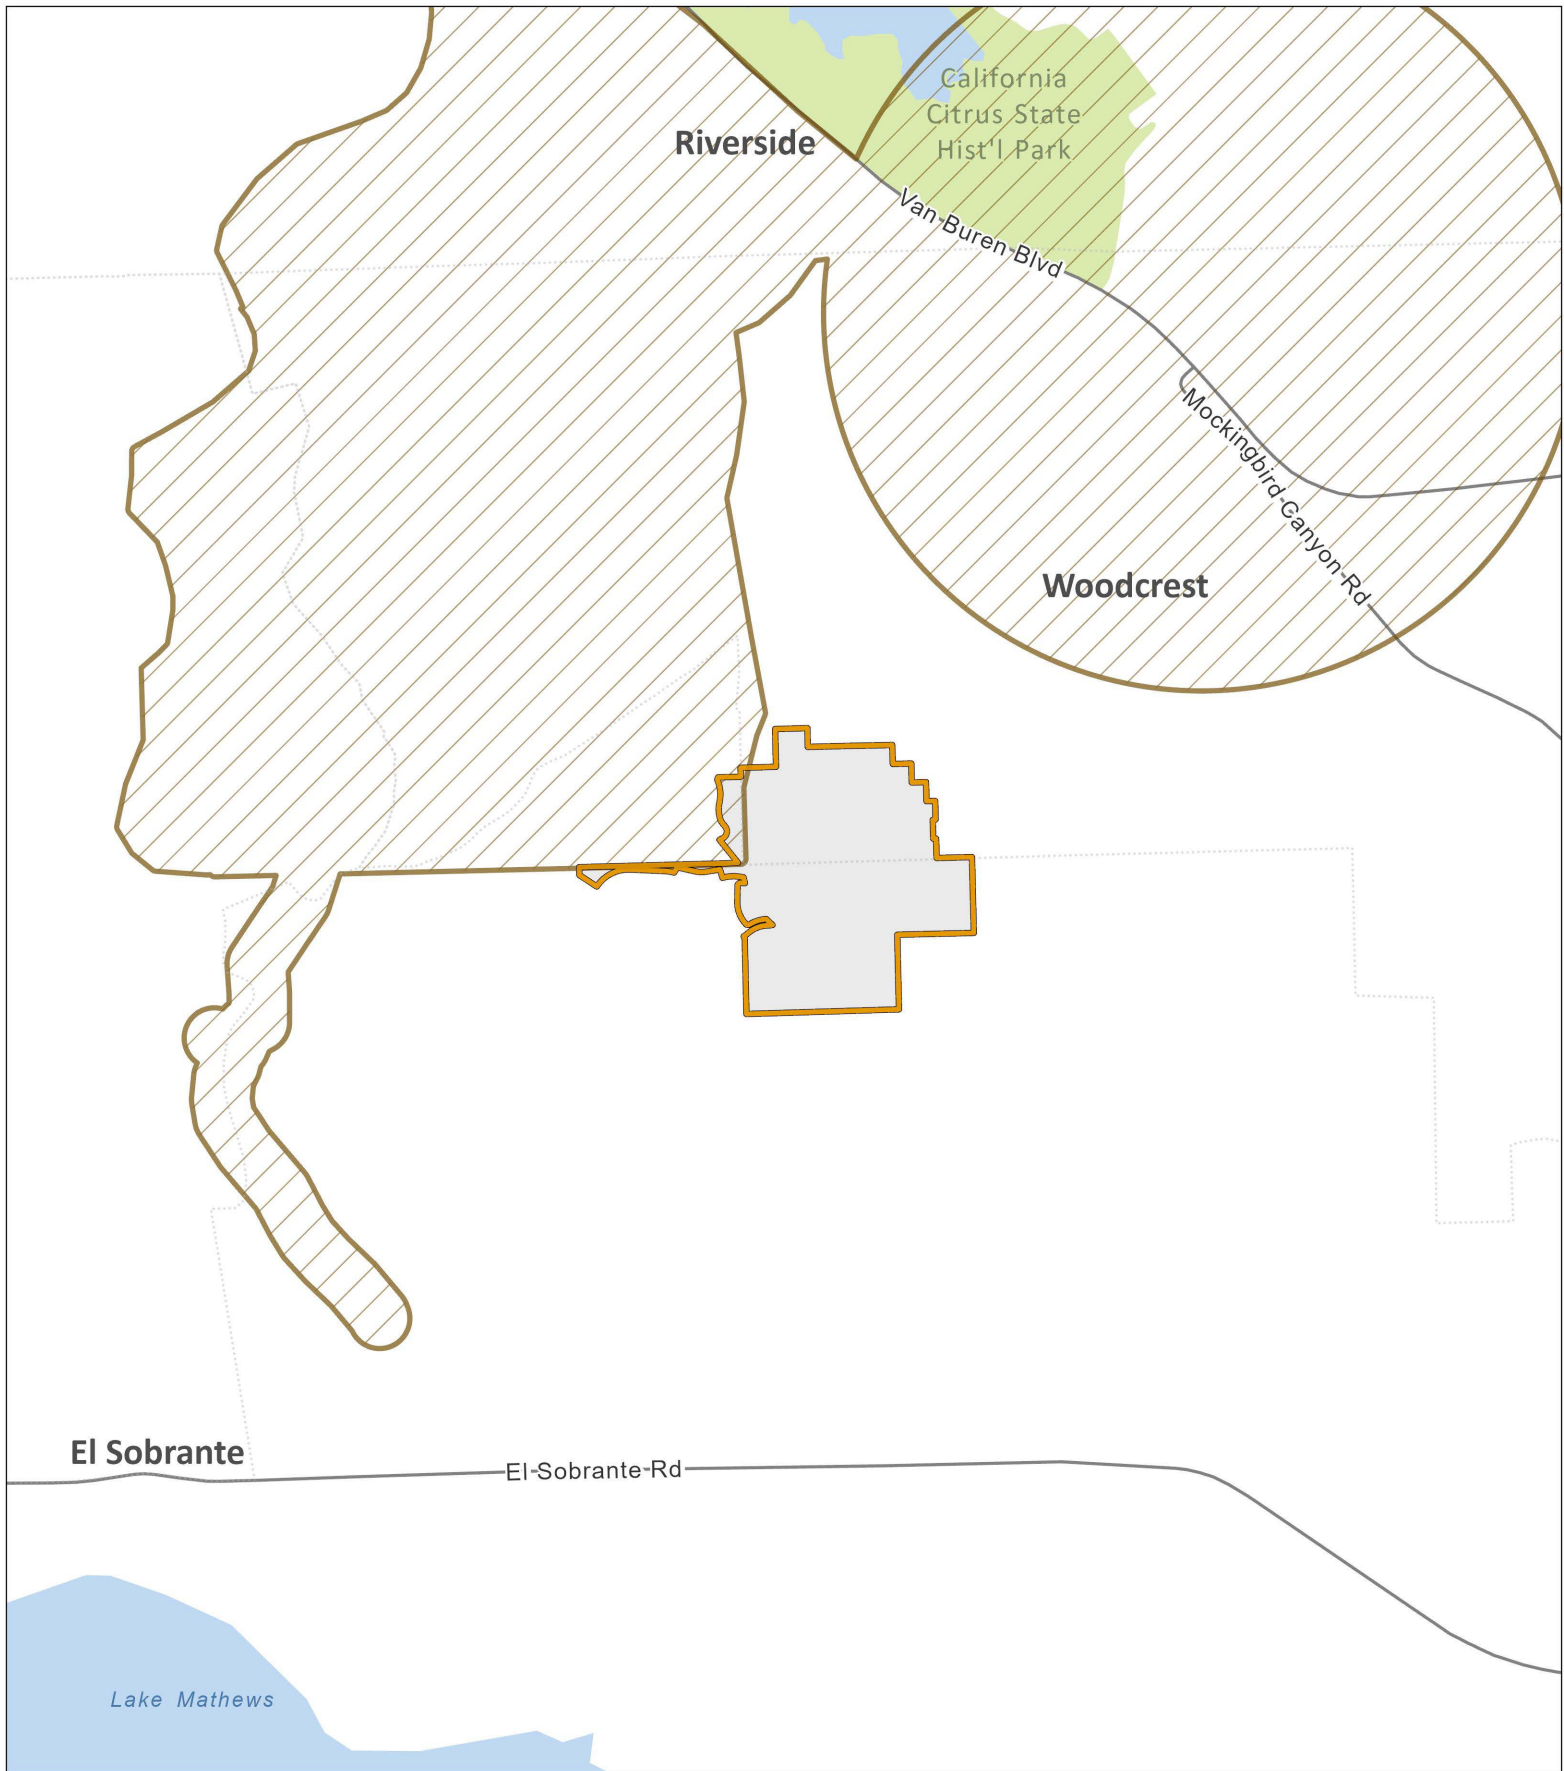 California
Citrus State
Hist'l Park
Riverside
Van Buren Blvd
Mockingbird Canyon Rd
Woodcrest
El Sobrante
El Sobrante Rd
Lake Mathews